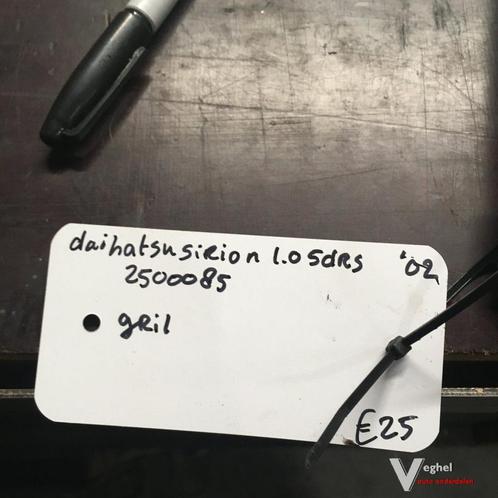 daihatsu sirion 1.0 5drs '02
2500085
gril
€25
Veghel
auto onderdelen